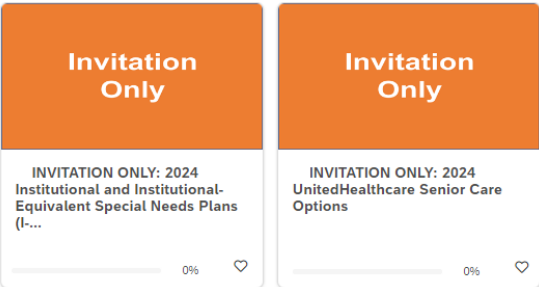 Invitation
Only
INVITATION ONLY: 2024
Institutional and Institutional-
Equivalent Special Needs Plans
(I-...
0%
Invitation
Only
INVITATION ONLY: 2024
UnitedHealthcare Senior Care
Options
0%